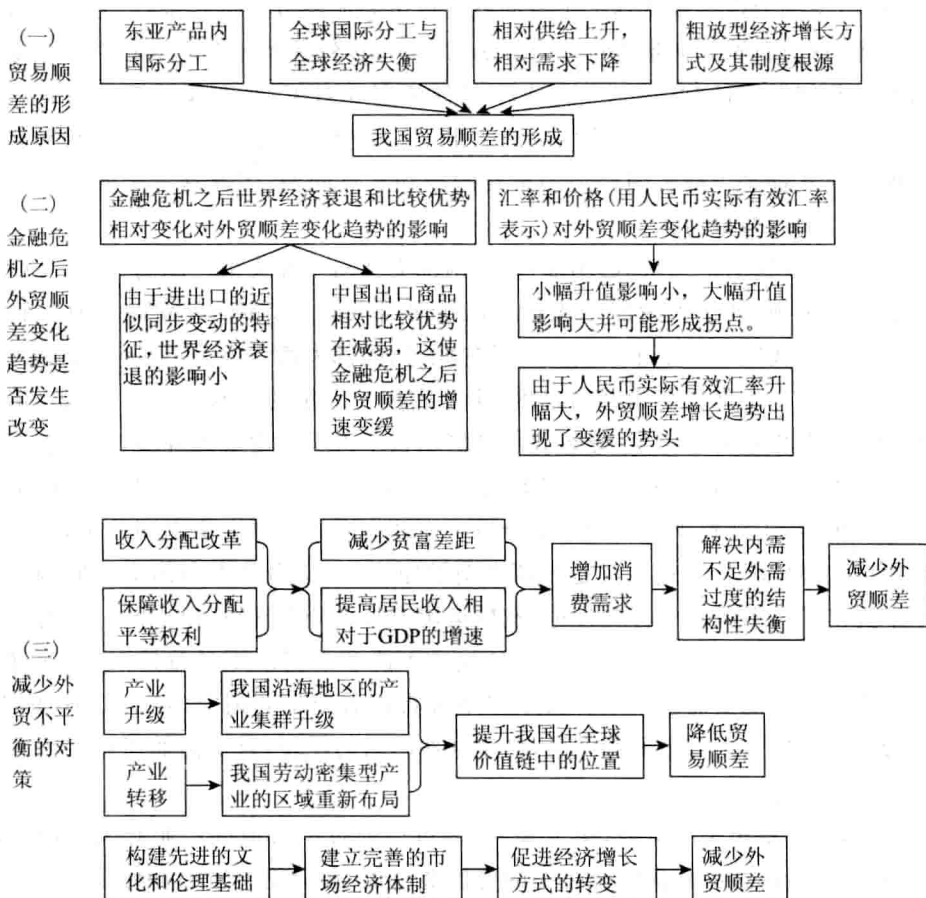 (一)
贸易顺
差的形
成原因
东亚产品内
国际分工
全球国际分工与
全球经济失衡
相对供给上升，
相对需求下降
粗放型经济增长方
式及其制度根源
我国贸易顺差的形成
(二)
金融危
机之后
外贸顺
差变化
趋势是
否发生
改变
金融危机之后世界经济衰退和比较优势
相对变化对外贸顺差变化趋势的影响
汇率和价格(用人民币实际有效汇率
表示)对外贸顺差变化趋势的影响
由于进出口的近
似同步变动的特
征，世界经济衰
退的影响小
中国出口商品
相对比较优势
在减弱，这使
金融危机之后
外贸顺差的增
速变缓
小幅升值影响小，大幅升值
影响大并可能形成拐点。
由于人民币实际有效汇率升
幅大，外贸顺差增长趋势出
现了变缓的势头
(三)
减少外
贸不平
衡的对
策
收入分配改革
保障收入分配
平等权利
减少贫富差距
提高居民收入相
对于GDP的增速
增加消
费需求
解决内需
不足外需
过度的结
构性失衡
减少外
贸顺差
产业
升级
我国沿海地区的产
业集群升级
产业
转移
我国劳动密集型产
业的区域重新布局
提升我国在全球
价值链中的位置
降低贸
易顺差
构建先进的文
化和伦理基础
建立完善的市
场经济体制
促进经济增长
方式的转变
减少外
贸顺差